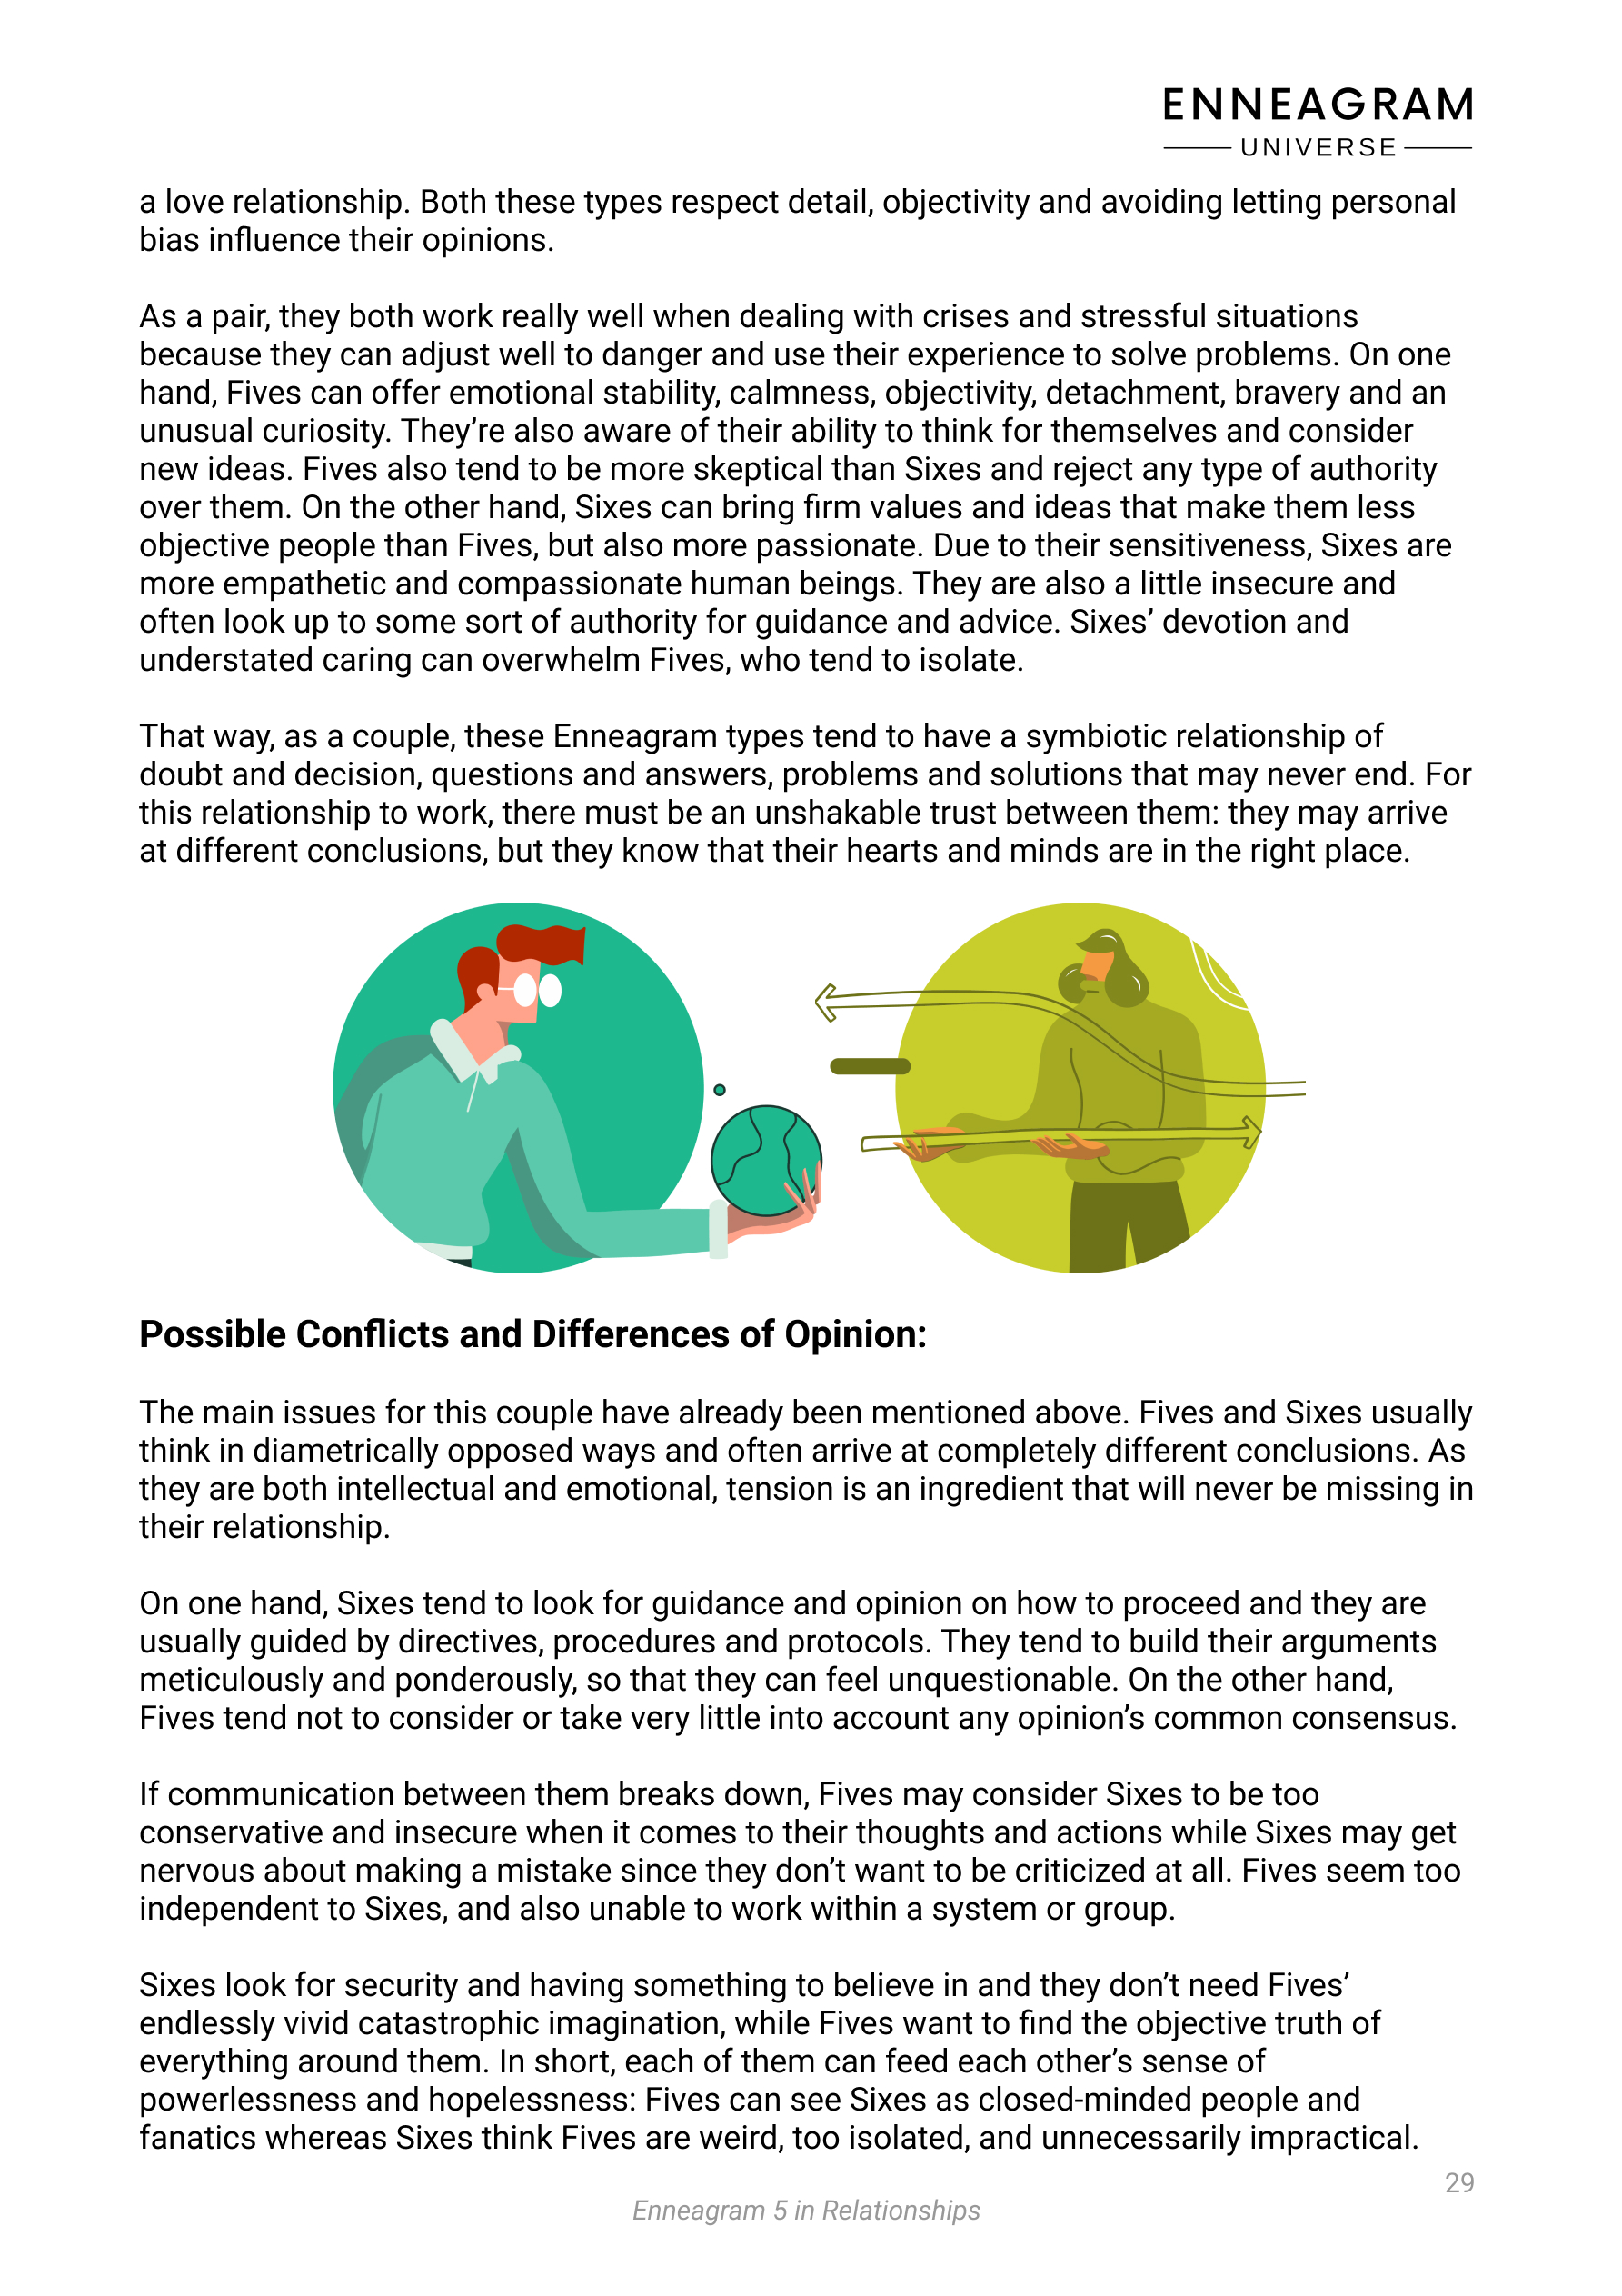 ENNEAGRAM
UNIVERSE
a love relationship. Both these types respect detail, objectivity and avoiding letting personal
bias influence their opinions.
As a pair, they both work really well when dealing with crises and stressful situations
because they can adjust well to danger and use their experience to solve problems. On one
hand, Fives can offer emotional stability, calmness, objectivity, detachment, bravery and an
unusual curiosity. They’re also aware of their ability to think for themselves and consider
new ideas. Fives also tend to be more skeptical than Sixes and reject any type of authority
over them. On the other hand, Sixes can bring firm values and ideas that make them less
objective people than Fives, but also more passionate. Due to their sensitiveness, Sixes are
more empathetic and compassionate human beings. They are also a little insecure and
often look up to some sort of authority for guidance and advice. Sixes’ devotion and
understated caring can overwhelm Fives, who tend to isolate.
That way, as a couple, these Enneagram types tend to have a symbiotic relationship of
doubt and decision, questions and answers, problems and solutions that may never end. For
this relationship to work, there must be an unshakable trust between them: they may arrive
at different conclusions, but they know that their hearts and minds are in the right place.
Possible Conflicts and Differences of Opinion:
The main issues for this couple have already been mentioned above. Fives and Sixes usually
think in diametrically opposed ways and often arrive at completely different conclusions. As
they are both intellectual and emotional, tension is an ingredient that will never be missing in
their relationship.
On one hand, Sixes tend to look for guidance and opinion on how to proceed and they are
usually guided by directives, procedures and protocols. They tend to build their arguments
meticulously and ponderously, so that they can feel unquestionable. On the other hand,
Fives tend not to consider or take very little into account any opinion’s common consensus.
If communication between them breaks down, Fives may consider Sixes to be too
conservative and insecure when it comes to their thoughts and actions while Sixes may get
nervous about making a mistake since they don’t want to be criticized at all. Fives seem too
independent to Sixes, and also unable to work within a system or group.
Sixes look for security and having something to believe in and they don’t need Fives’
endlessly vivid catastrophic imagination, while Fives want to find the objective truth of
everything around them. In short, each of them can feed each other’s sense of
powerlessness and hopelessness: Fives can see Sixes as closed-minded people and
fanatics whereas Sixes think Fives are weird, too isolated, and unnecessarily impractical.
29
Enneagram 5 in Relationships